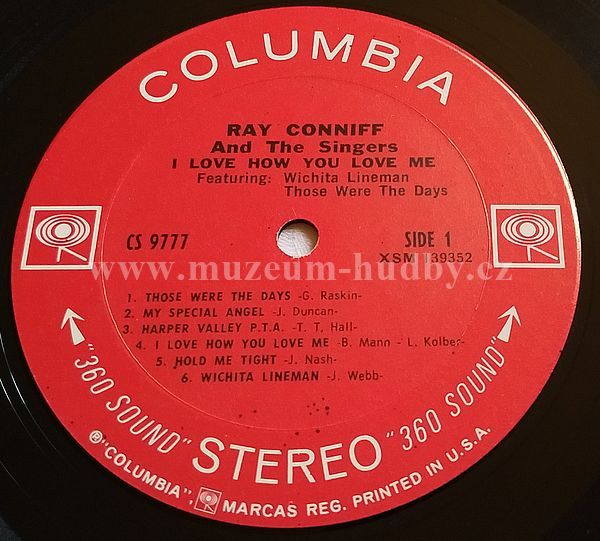 COLUMBIA
RAY CONNIFF
And The Singers
I LOVE HOW YOU LOVE ME
Featuring: Wichita Lineman
Those Were The Days
CS 9777
SIDE 1
XSM 139352
www.muzeum-hudby.cz
1. THOSE WERE THE DAYS -G. Raskin-
2. MY SPECIAL ANGEL -J. Duncan-
3. HARPER VALLEY P.T.A. -T. T. Hall-
4. I LOVE HOW YOU LOVE ME -B. Mann - L. Kolber-
5. HOLD ME TIGHT -J. Nash-
6. WICHITA LINEMAN -J. Webb-
"360 SOUND" STEREO "360 SOUND"
®"COLUMBIA", MARCAS REG. PRINTED IN U.S.A.